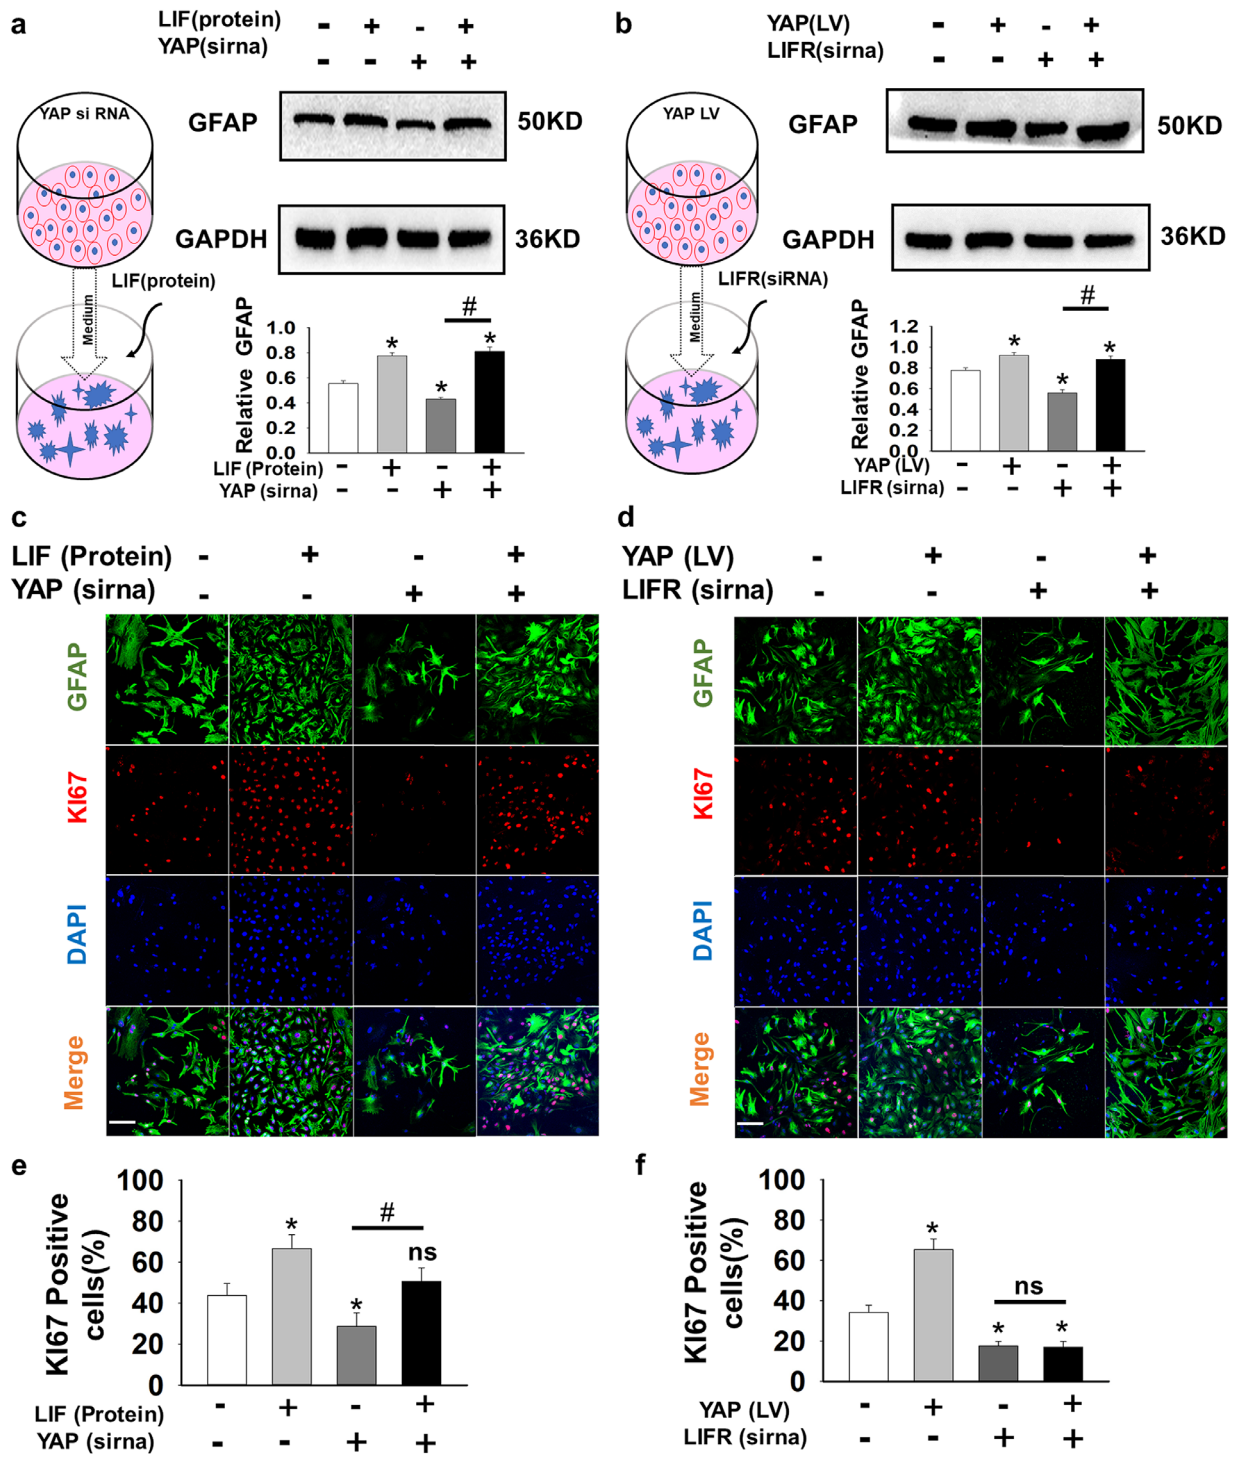 a
LIF(protein) - + - +
YAP(sirna) - - + +
YAP si RNA
GFAP 50KD
GAPDH 36KD
LIF(protein)
Medium
Relative GFAP
1.0
0.8
0.6
0.4
0.2
0.0
*
*
*
#
LIF (Protein) - + - +
YAP (sirna) - - + +
b
YAP(LV) - + - +
LIFR(sirna) - - + +
YAP LV
GFAP 50KD
GAPDH 36KD
LIFR(siRNA)
Medium
Relative GFAP
1.2
1.0
0.8
0.6
0.4
0.2
0.0
*
*
*
#
YAP (LV) - + - +
LIFR (sirna) - - + +
c
LIF (Protein) - + - +
YAP (sirna) - - + +
GFAP
KI67
DAPI
Merge
d
YAP (LV) - + - +
LIFR (sirna) - - + +
GFAP
KI67
DAPI
Merge
e
KI67 Positive
cells(%)
100
80
60
40
20
0
*
*
#
ns
LIF (Protein) - + - +
YAP (sirna) - - + +
f
KI67 Positive
cells(%)
100
80
60
40
20
0
*
*
*
ns
YAP (LV) - + - +
LIFR (sirna) - - + +